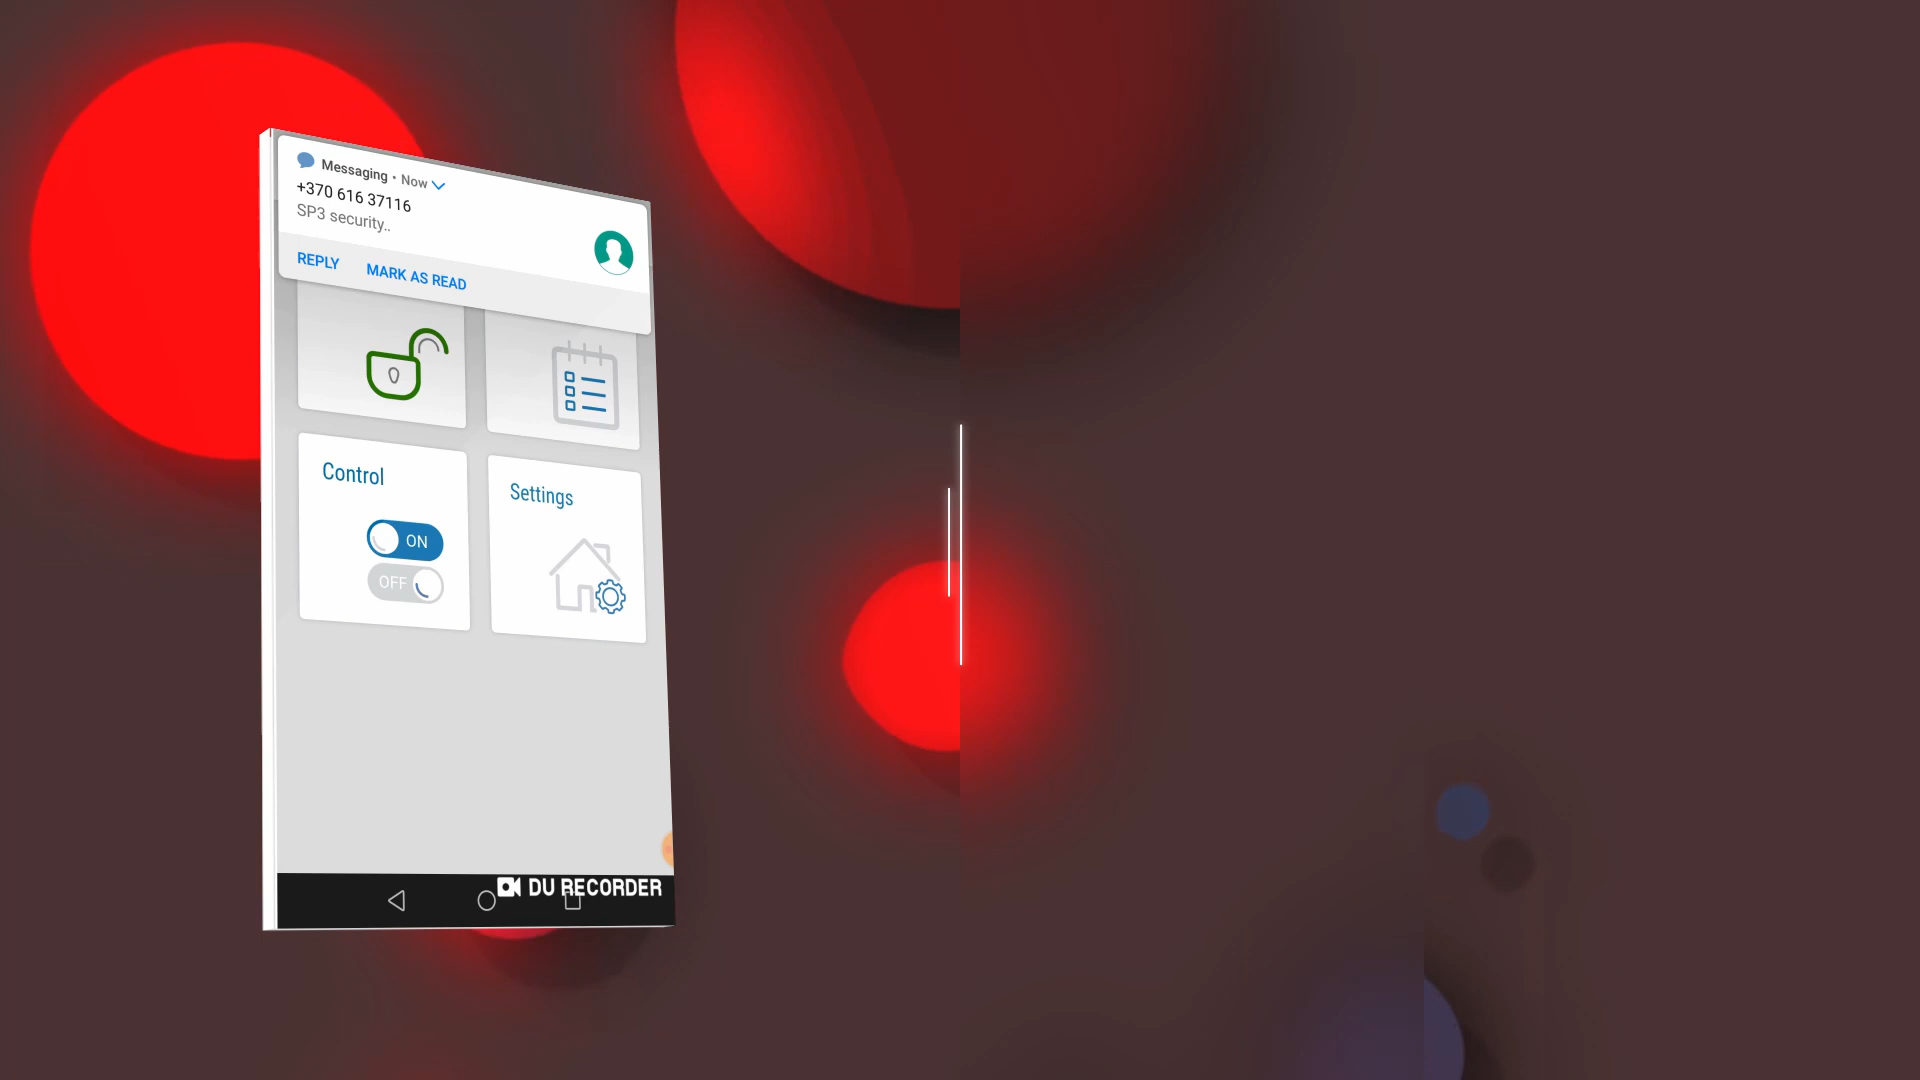 Messaging • Now
+370 616 37116
SP3 security..
REPLY MARK AS READ
Control
Settings
ON
OFF
DU RECORDER